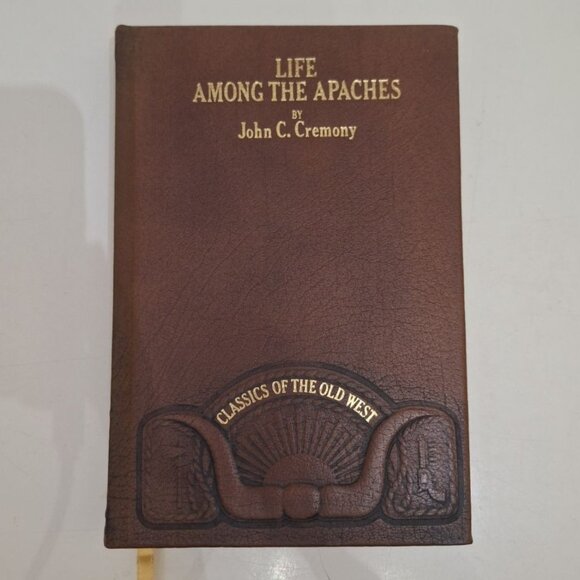 LIFE
AMONG THE APACHES
BY
John C. Cremony
CLASSICS OF THE OLD WEST